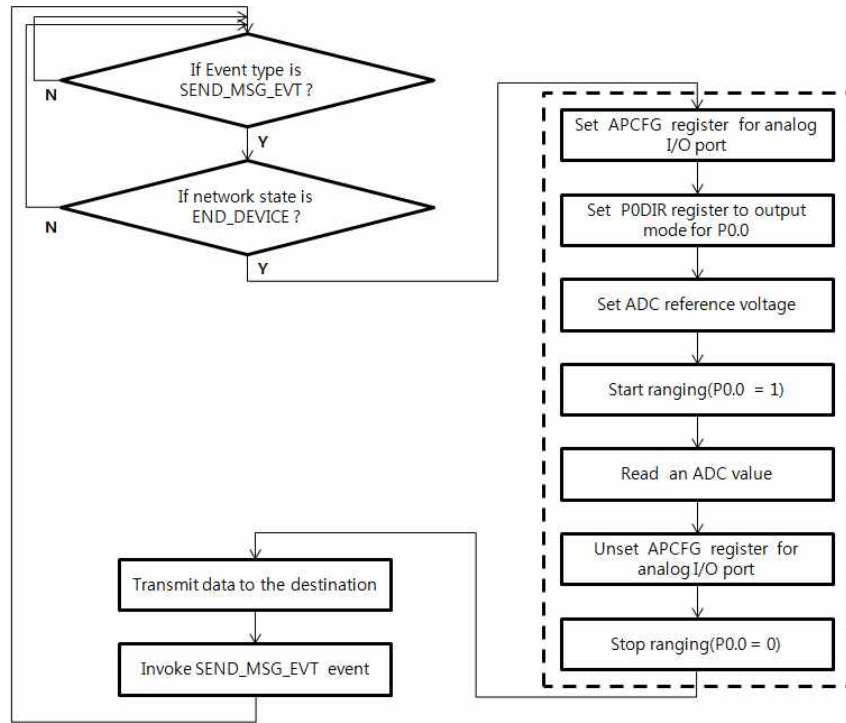 If Event type is
SEND_MSG_EVT ?
N
Y
If network state is
END_DEVICE ?
N
Y
Set APCFG register for analog
I/O port
Set P0DIR register to output
mode for P0.0
Set ADC reference voltage
Start ranging(P0.0 = 1)
Read an ADC value
Unset APCFG register for
analog I/O port
Stop ranging(P0.0 = 0)
Transmit data to the destination
Invoke SEND_MSG_EVT event